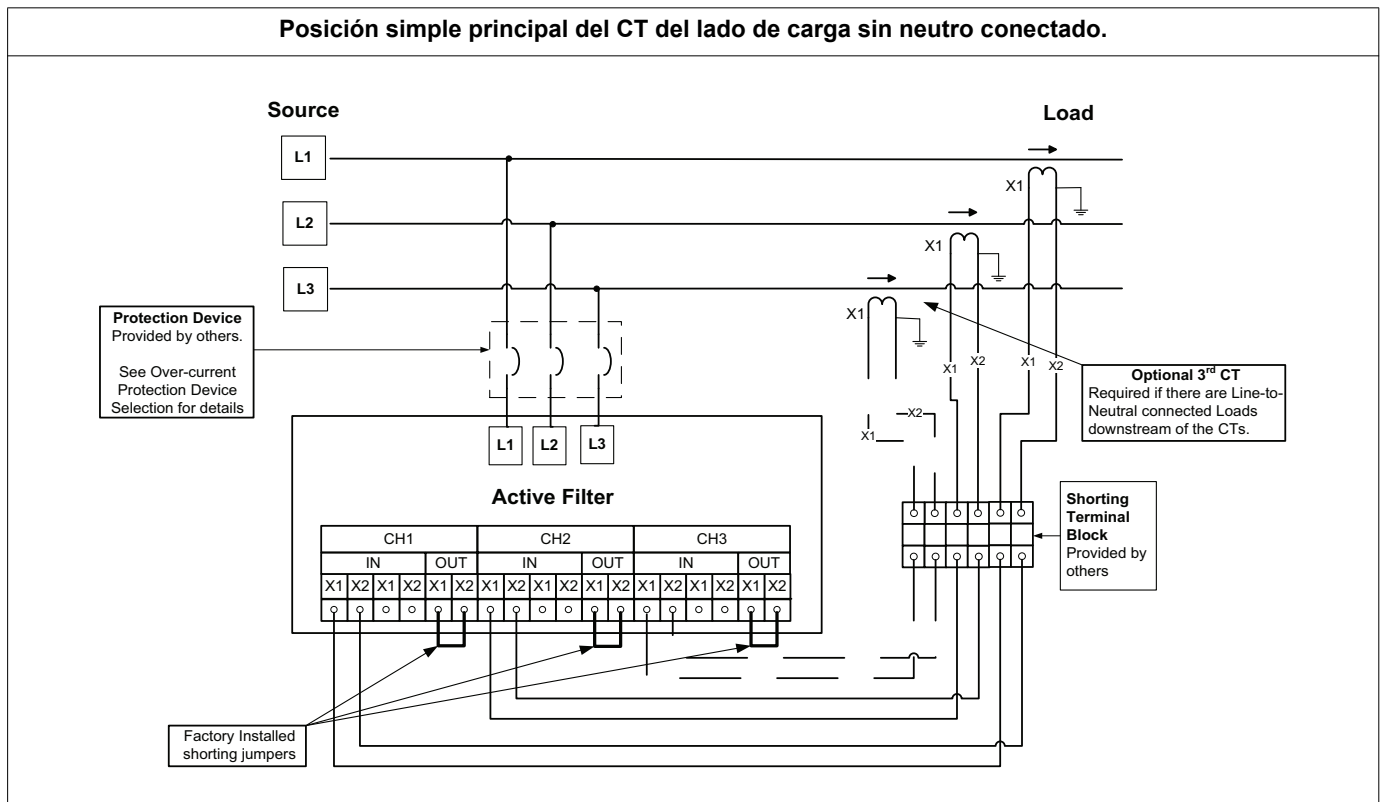 Posición simple principal del CT del lado de carga sin neutro conectado.
Source
Load
L1
X1
L2
X1
L3
X1
Protection Device
Provided by others.
See Over-current
Protection Device
Selection for details
X1
X2
X1
X2
Optional 3rd CT
Required if there are Line-to-
Neutral connected Loads
downstream of the CTs.
X2
X1
L1
L2
L3
Active Filter
Shorting
Terminal
Block
Provided by
others
CH1
CH2
CH3
IN
OUT
IN
OUT
IN
OUT
X1 X2 X1 X2 X1 X2 X1 X2 X1 X2 X1 X2 X1 X2 X1 X2 X1 X2
Factory Installed
shorting jumpers